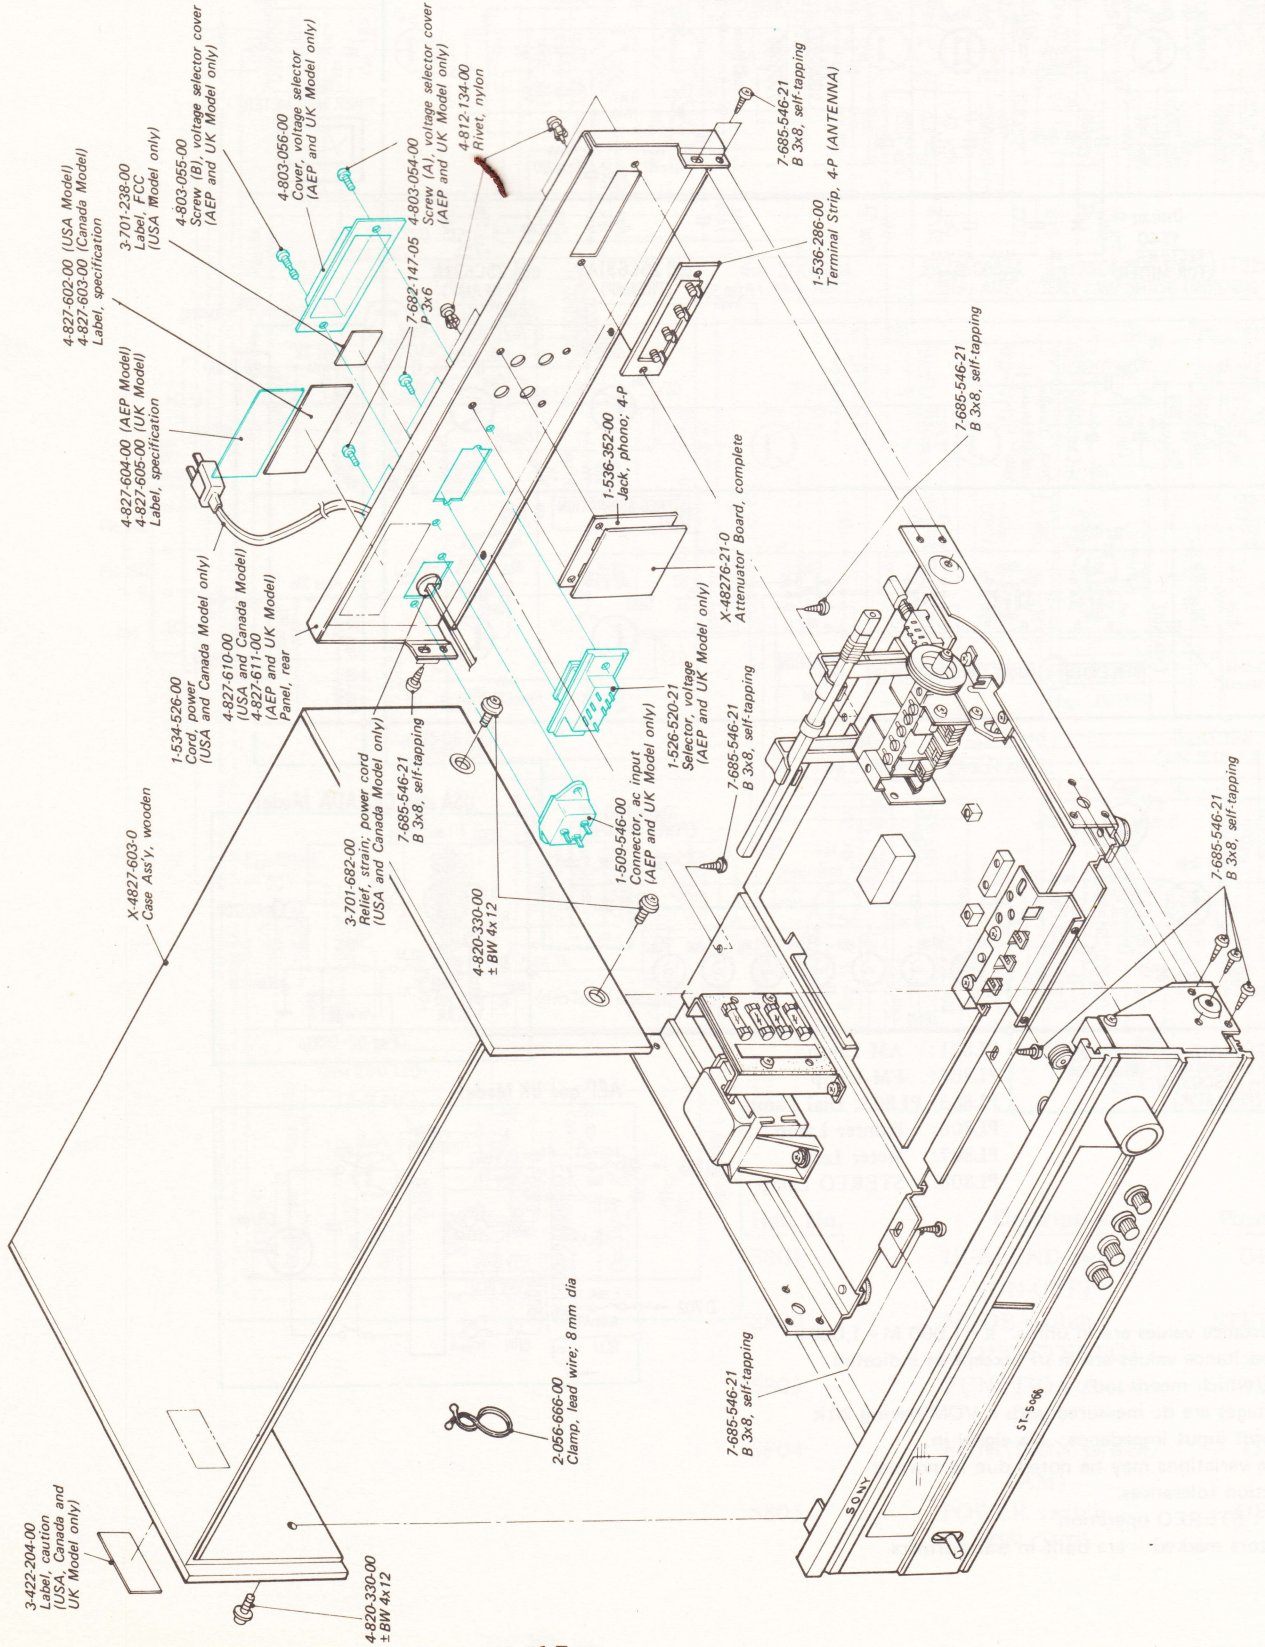 3-422-204-00
Label, caution
(USA, Canada and
UK Model only)
4-820-330-00
± BW 4x12
X-4827-603-0
Case Ass'y, wooden
2-056-666-00
Clamp, lead wire; 8 mm dia
1-534-526-00
Cord, power
(USA and Canada Model only)
4-827-610-00
(USA and Canada Model)
4-827-611-00
(AEP and UK Model)
Panel, rear
4-827-604-00 (AEP Model)
4-827-605-00 (UK Model)
Label, specification
4-827-602-00 (USA Model)
4-827-603-00 (Canada Model)
Label, specification
3-701-238-00
Label, FCC
(USA Model only)
4-803-055-00
Screw (B), voltage selector cover
(AEP and UK Model only)
4-803-056-00
Cover, voltage selector
(AEP and UK Model only)
7-682-147-05
P 3x6
4-803-054-00
Screw (A), voltage selector cover
(AEP and UK Model only)
4-812-134-00
Rivet, nylon
7-685-546-21
B 3x8, self-tapping
1-536-286-00
Terminal Strip, 4-P (ANTENNA)
3-701-682-00
Relief, strain; power cord
(USA and Canada Model only)
7-685-546-21
B 3x8, self-tapping
4-820-330-00
± BW 4x12
1-509-546-00
Connector, ac input
(AEP and UK Model only)
1-526-520-21
Selector, voltage
(AEP and UK Model only)
X-48276-21-0
Attenuator Board, complete
1-536-352-00
Jack, phono; 4-P
7-685-546-21
B 3x8, self-tapping
7-685-546-21
B 3x8, self-tapping
7-685-546-21
B 3x8, self-tapping
7-685-546-21
B 3x8, self-tapping
SONY
ST-5066